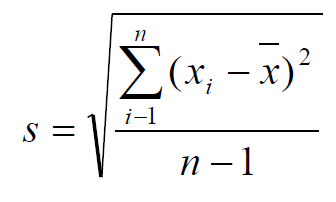 s = √( ∑_{i-1}^{n} (x_i − x̄)² / (n − 1) )